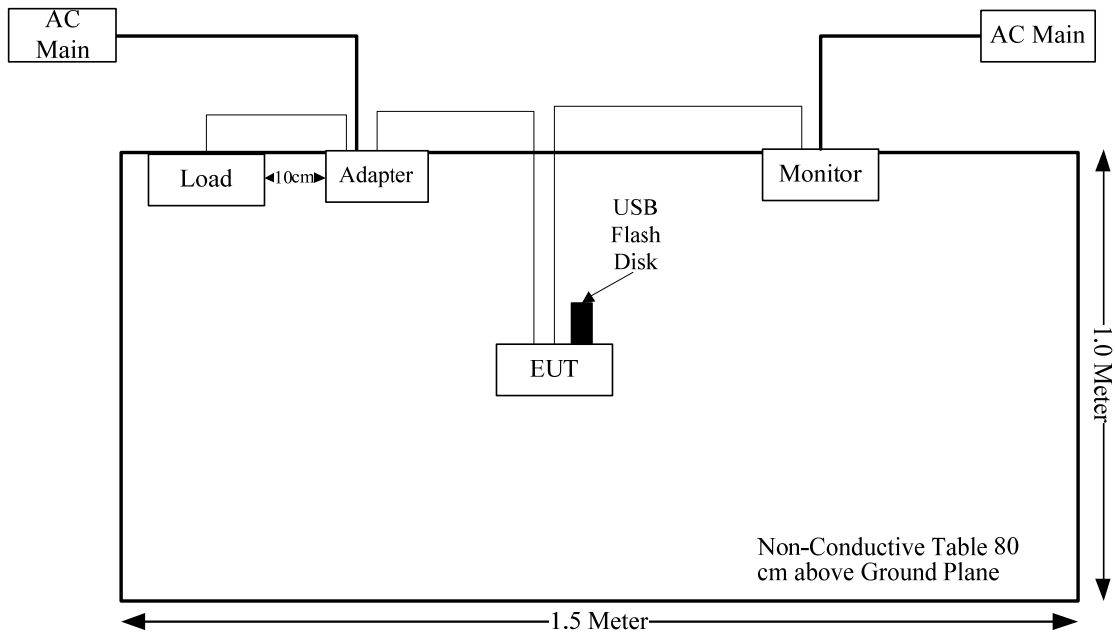 AC
Main
AC Main
Load
10cm
Adapter
Monitor
USB
Flash
Disk
EUT
1.0 Meter
Non-Conductive Table 80
cm above Ground Plane
1.5 Meter